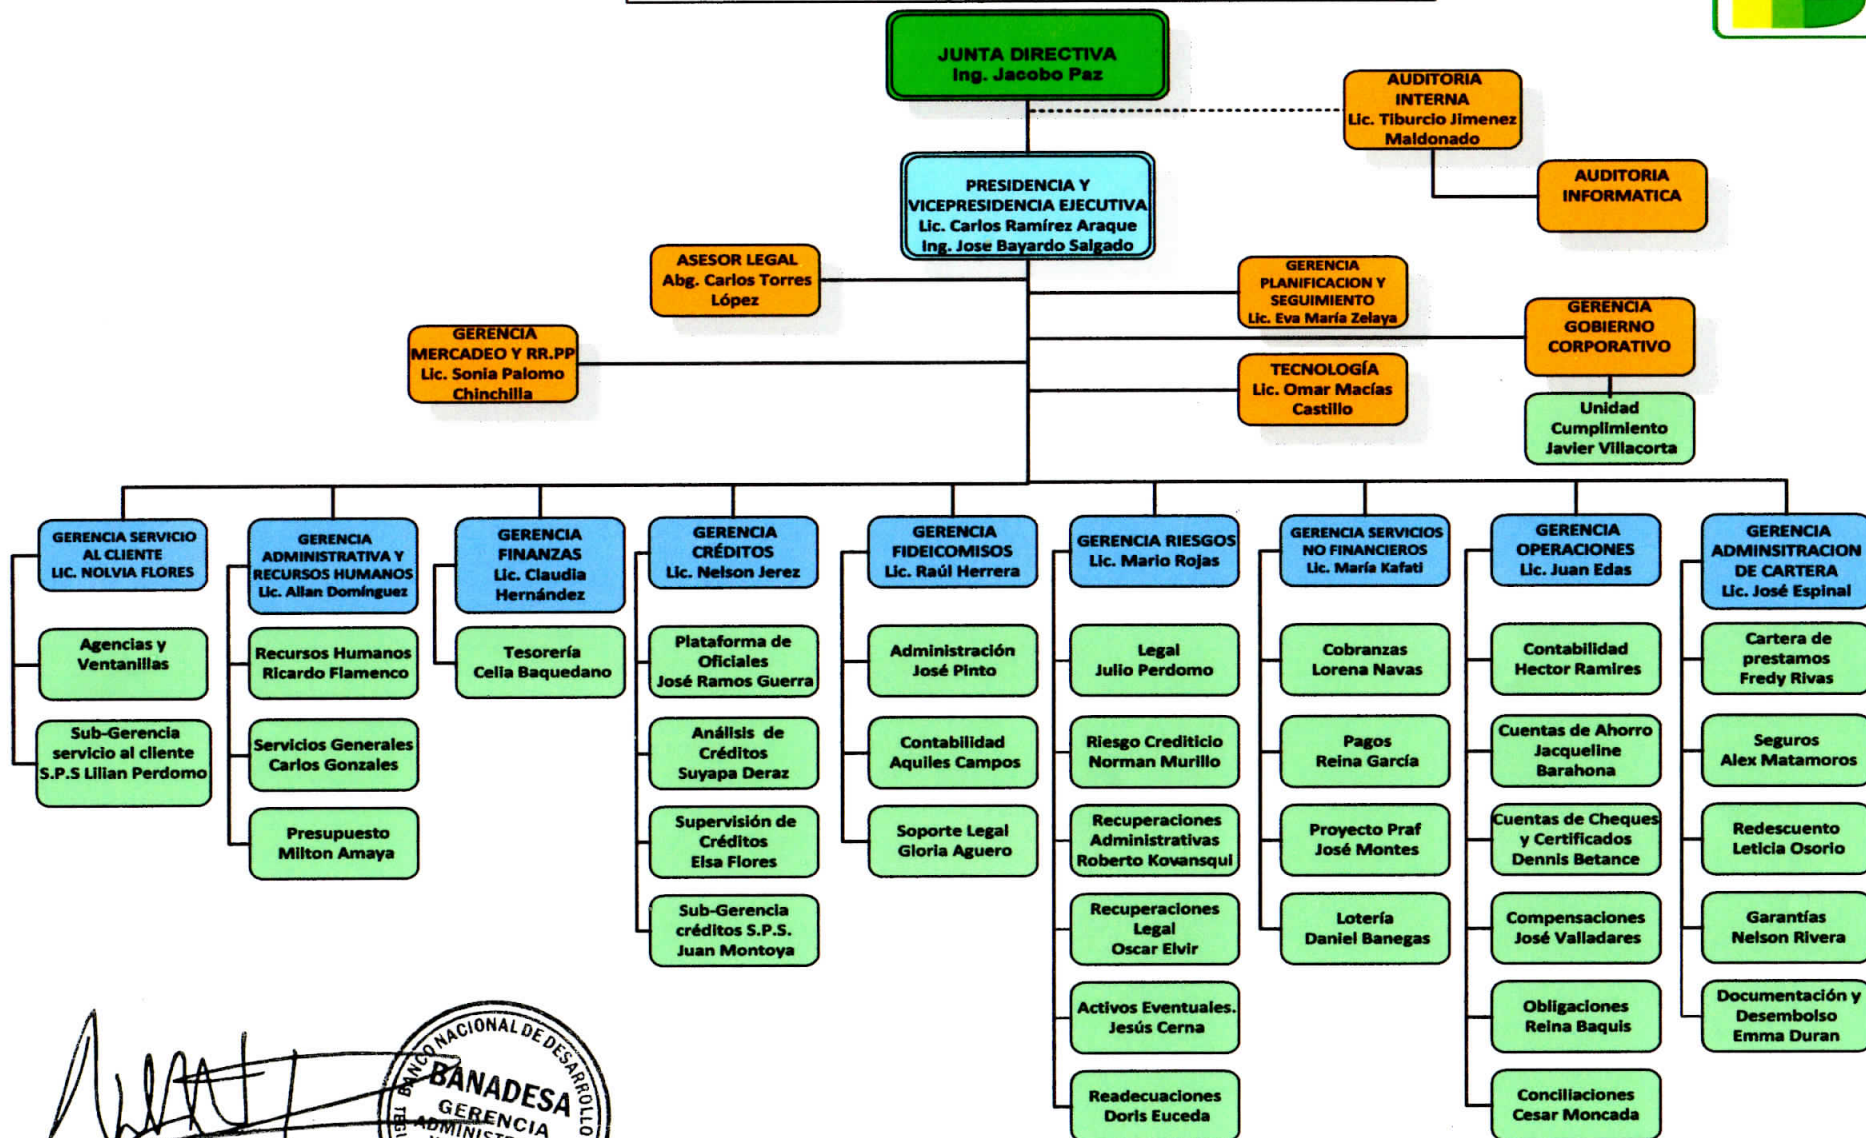 JUNTA DIRECTIVA
Ing. Jacobo Paz
AUDITORIA
INTERNA
Lic. Tiburcio Jimenez
Maldonado
AUDITORIA
INFORMATICA
PRESIDENCIA Y
VICEPRESIDENCIA EJECUTIVA
Lic. Carlos Ramírez Araque
Ing. Jose Bayardo Salgado
ASESOR LEGAL
Abg. Carlos Torres
López
GERENCIA
PLANIFICACION Y
SEGUIMIENTO
Lic. Eva María Zelaya
GERENCIA
GOBIERNO
CORPORATIVO
GERENCIA
MERCADEO Y RR.PP
Lic. Sonia Palomo
Chinchilla
TECNOLOGÍA
Lic. Omar Macías
Castillo
Unidad
Cumplimiento
Javier Villacorta
GERENCIA SERVICIO
AL CLIENTE
LIC. NOLVIA FLORES
Agencias y
Ventanillas
Sub-Gerencia
servicio al cliente
S.P.S Lilian Perdomo
GERENCIA
ADMINISTRATIVA Y
RECURSOS HUMANOS
Lic. Allan Domínguez
Recursos Humanos
Ricardo Flamenco
Servicios Generales
Carlos Gonzales
Presupuesto
Milton Amaya
GERENCIA
FINANZAS
Lic. Claudia
Hernández
Tesorería
Celia Baquedano
GERENCIA
CRÉDITOS
Lic. Nelson Jerez
Plataforma de
Oficiales
José Ramos Guerra
Análisis de
Créditos
Suyapa Deraz
Supervisión de
Créditos
Elsa Flores
Sub-Gerencia
créditos S.P.S.
Juan Montoya
GERENCIA
FIDEICOMISOS
Lic. Raúl Herrera
Administración
José Pinto
Contabilidad
Aquiles Campos
Soporte Legal
Gloria Aguero
GERENCIA RIESGOS
Lic. Mario Rojas
Legal
Julio Perdomo
Riesgo Crediticio
Norman Murillo
Recuperaciones
Administrativas
Roberto Kovansqui
Recuperaciones
Legal
Oscar Elvir
Activos Eventuales.
Jesús Cerna
Readecuaciones
Doris Euceda
GERENCIA SERVICIOS
NO FINANCIEROS
Lic. María Kafati
Cobranzas
Lorena Navas
Pagos
Reina García
Proyecto Praf
José Montes
Lotería
Daniel Banegas
GERENCIA
OPERACIONES
Lic. Juan Edas
Contabilidad
Hector Ramires
Cuentas de Ahorro
Jacqueline
Barahona
Cuentas de Cheques
y Certificados
Dennis Betance
Compensaciones
José Valladares
Obligaciones
Reina Baquis
Conciliaciones
Cesar Moncada
GERENCIA
ADMINSITRACION
DE CARTERA
Lic. José Espinal
Cartera de
prestamos
Fredy Rivas
Seguros
Alex Matamoros
Redescuento
Leticia Osorio
Garantías
Nelson Rivera
Documentación y
Desembolso
Emma Duran
BANCO NACIONAL DE DESARROLLO
BANADESA
GERENCIA